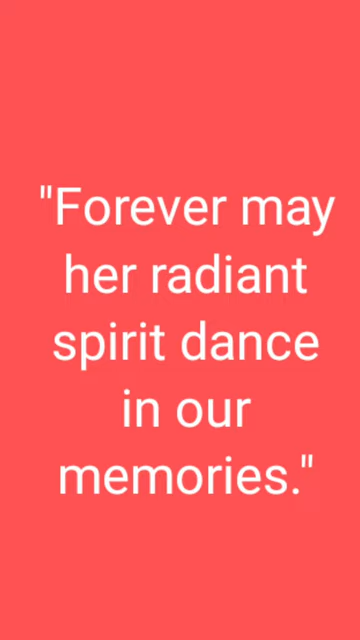 "Forever may
her radiant
spirit dance
in our
memories."